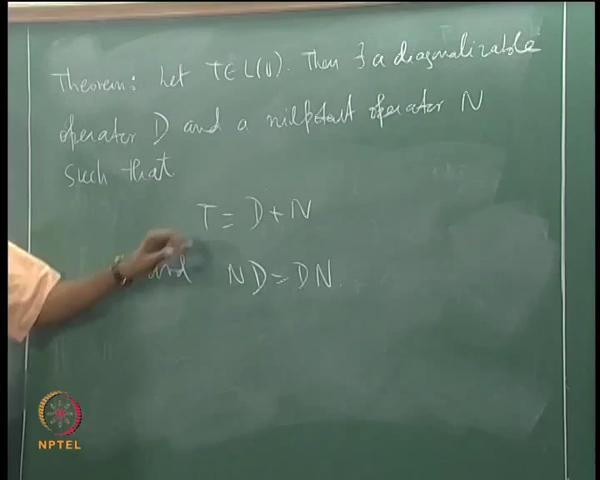 Theorem: Let T∈L(V). Then ∃ a diagonalizable
operator D and a nilpotent operator N
such that
T = D + N
and ND = DN.
NPTEL